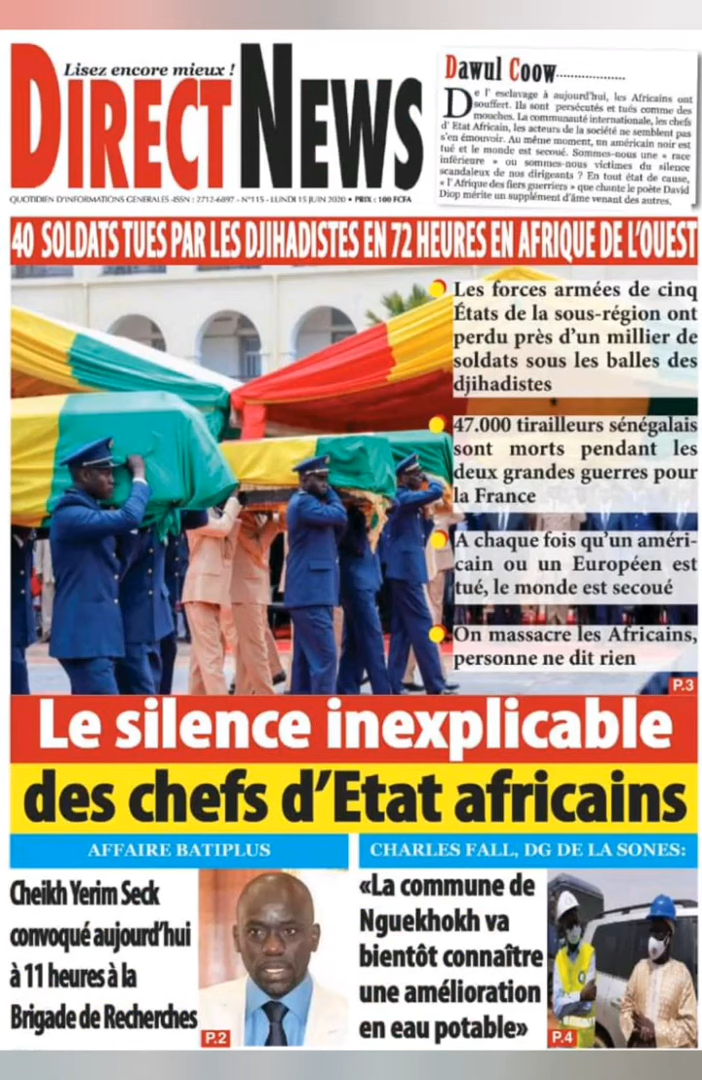 Lisez encore mieux !
DIRECT NEWS
QUOTIDIEN D'INFORMATIONS GENERALES -ISSN : 2712-6897 - N°115 - LUNDI 15 JUIN 2020 • PRIX : 100 FCFA
Dawul Coow
De l' esclavage à aujourd'hui, les Africains ont
souffert. Ils sont persécutés et tués comme des
mouches. La communauté internationale, les chefs
d' Etat Africain, les acteurs de la société ne semblent pas
s'en émouvoir. Au même moment, un américain noir est
tué et le monde est secoué. Sommes-nous une « race
inférieure » ou sommes-nous victimes du silence
scandaleux de nos dirigeants ? En tout état de cause,
« l'Afrique des fiers guerriers » que chante le poète David
Diop mérite un supplément d'âme venant des autres.
40 SOLDATS TUES PAR LES DJIHADISTES EN 72 HEURES EN AFRIQUE DE L'OUEST
Les forces armées de cinq
États de la sous-région ont
perdu près d'un millier de
soldats sous les balles des
djihadistes
47.000 tirailleurs sénégalais
sont morts pendant les
deux grandes guerres pour
la France
A chaque fois qu'un améri-
cain ou un Européen est
tué, le monde est secoué
On massacre les Africains,
personne ne dit rien
P.3
Le silence inexplicable
des chefs d'Etat africains
AFFAIRE BATIPLUS
Cheikh Yerim Seck
convoqué aujourd'hui
à 11 heures à la
Brigade de Recherches
P.2
CHARLES FALL, DG DE LA SONES:
«La commune de
Nguekhokh va
bientôt connaître
une amélioration
en eau potable»
P.4